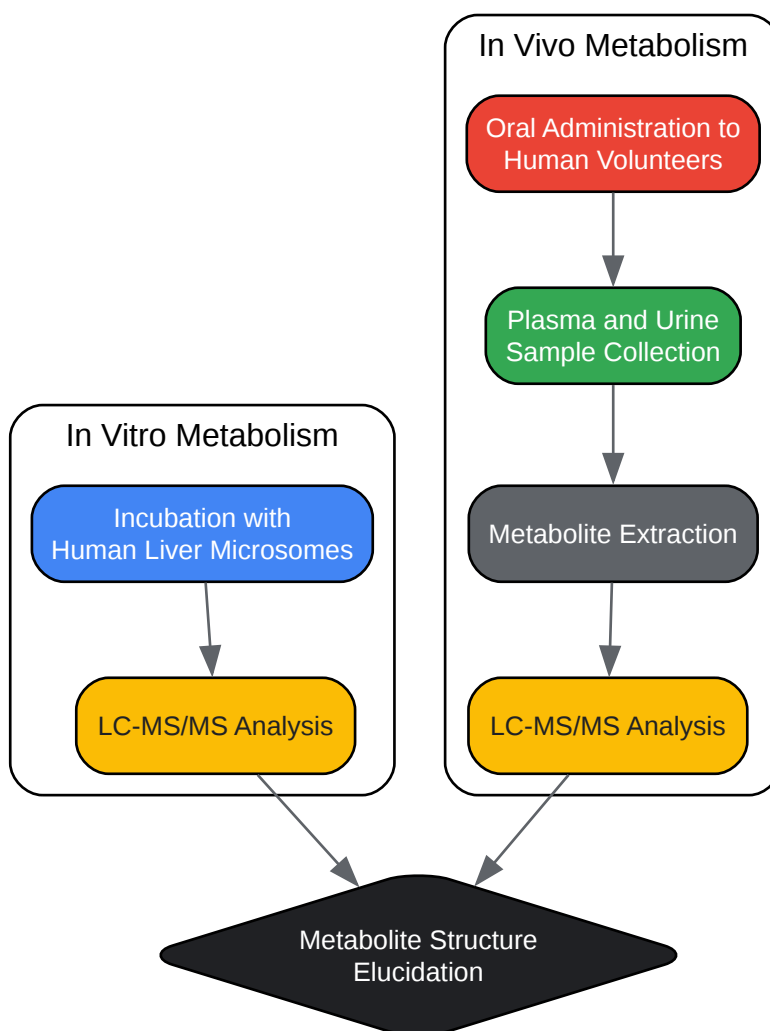 In Vivo Metabolism
Oral Administration to
Human Volunteers
Plasma and Urine
Sample Collection
Metabolite Extraction
LC-MS/MS Analysis
In Vitro Metabolism
Incubation with
Human Liver Microsomes
LC-MS/MS Analysis
Metabolite Structure
Elucidation